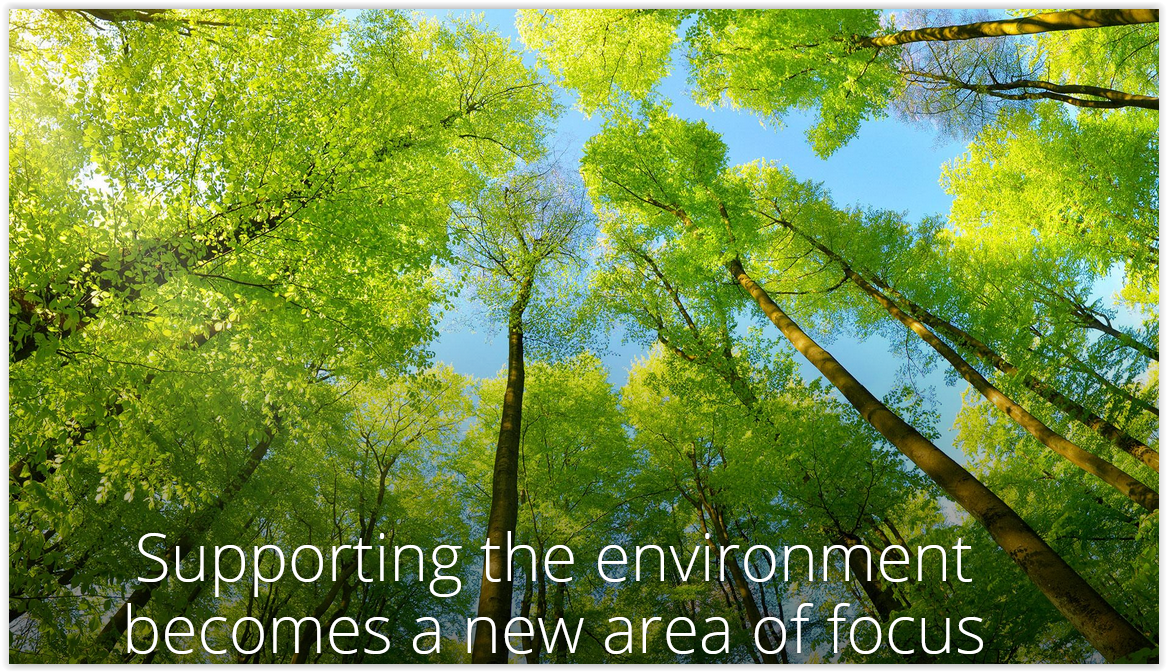 Supporting the environment
becomes a new area of focus